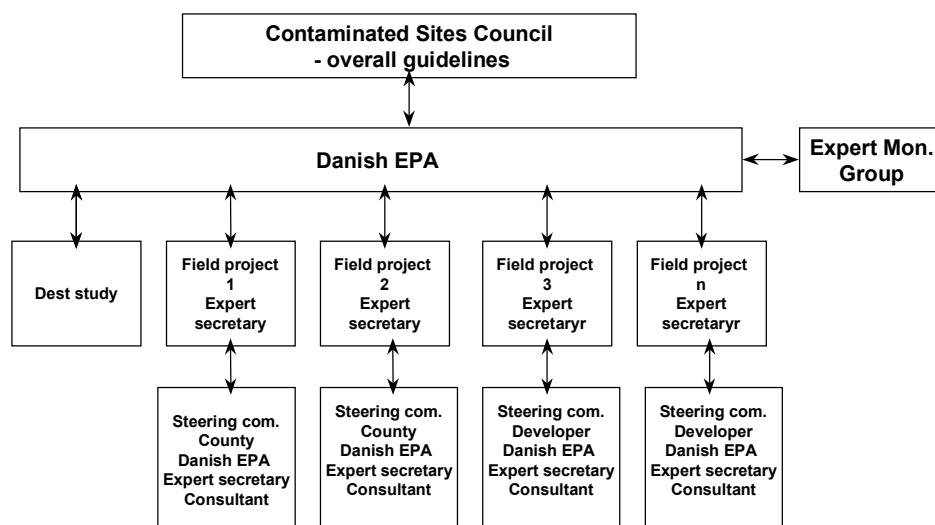 Contaminated Sites Council
- overall guidelines
Danish EPA
Expert Mon.
Group
Dest study
Field project
1
Expert
secretary
Field project
2
Expert
secretary
Field project
3
Expert
secretaryr
Field project
n
Expert
secretaryr
Steering com.
County
Danish EPA
Expert secretary
Consultant
Steering com.
County
Danish EPA
Expert secretary
Consultant
Steering com.
Developer
Danish EPA
Expert secretary
Consultant
Steering com.
Developer
Danish EPA
Expert secretary
Consultant